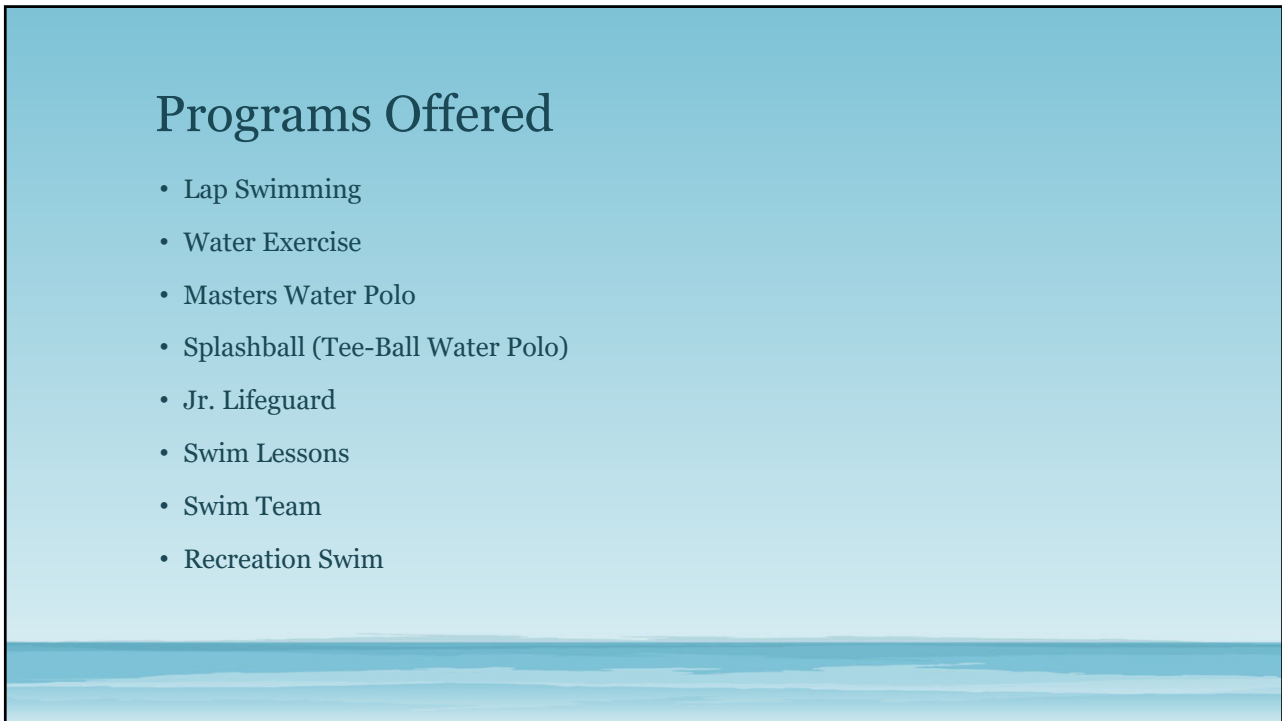 Programs Offered
• Lap Swimming
• Water Exercise
• Masters Water Polo
• Splashball (Tee-Ball Water Polo)
• Jr. Lifeguard
• Swim Lessons
• Swim Team
• Recreation Swim